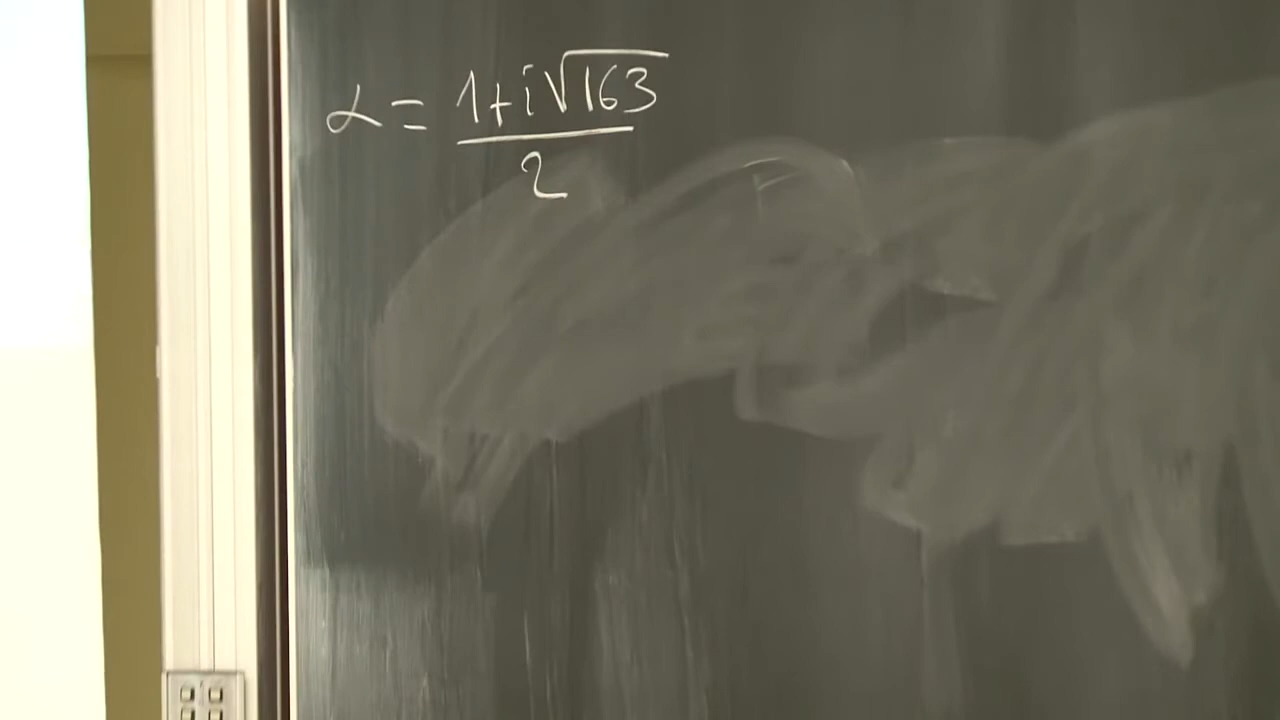 α = (1+i√163)/2